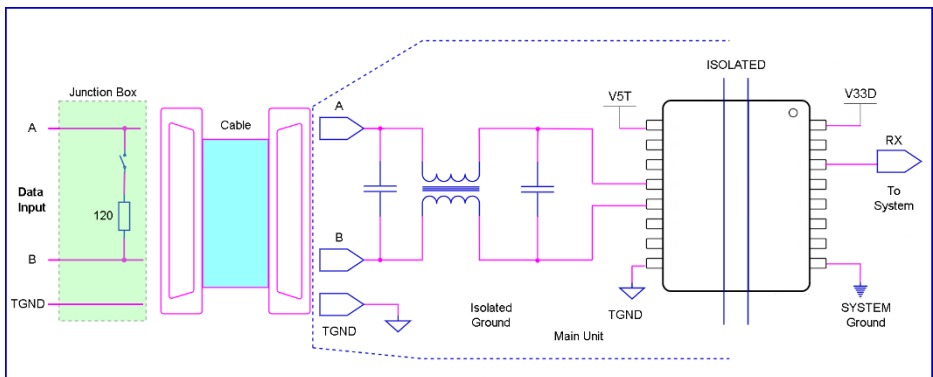 ISOLATED
Junction Box
V5T
V33D
A
Cable
A
RX
Data
Input
120
To
System
B
B
TGND
TGND
Isolated
Ground
Main Unit
TGND
SYSTEM
Ground